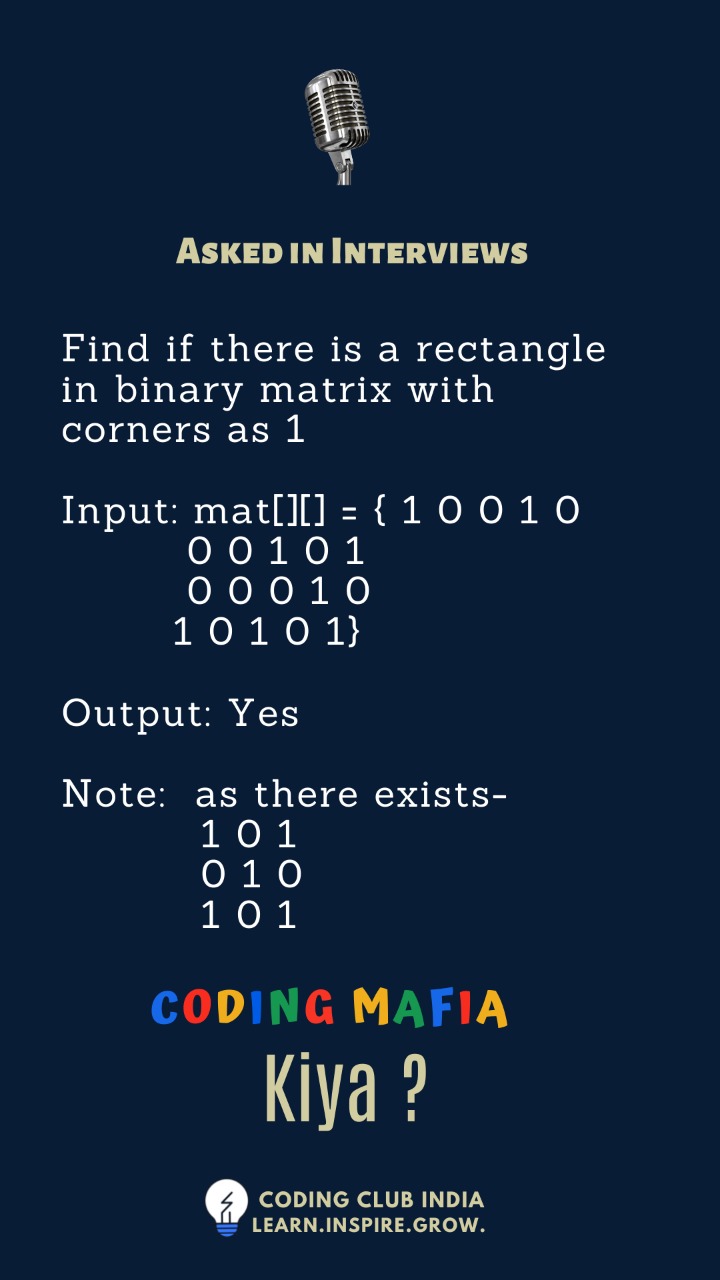 Asked in Interviews
Find if there is a rectangle
in binary matrix with
corners as 1
Input: mat[][] = { 1 0 0 1 0
0 0 1 0 1
0 0 0 1 0
1 0 1 0 1}
Output: Yes
Note: as there exists-
1 0 1
0 1 0
1 0 1
CODING MAFIA
Kiya ?
CODING CLUB INDIA
LEARN.INSPIRE.GROW.